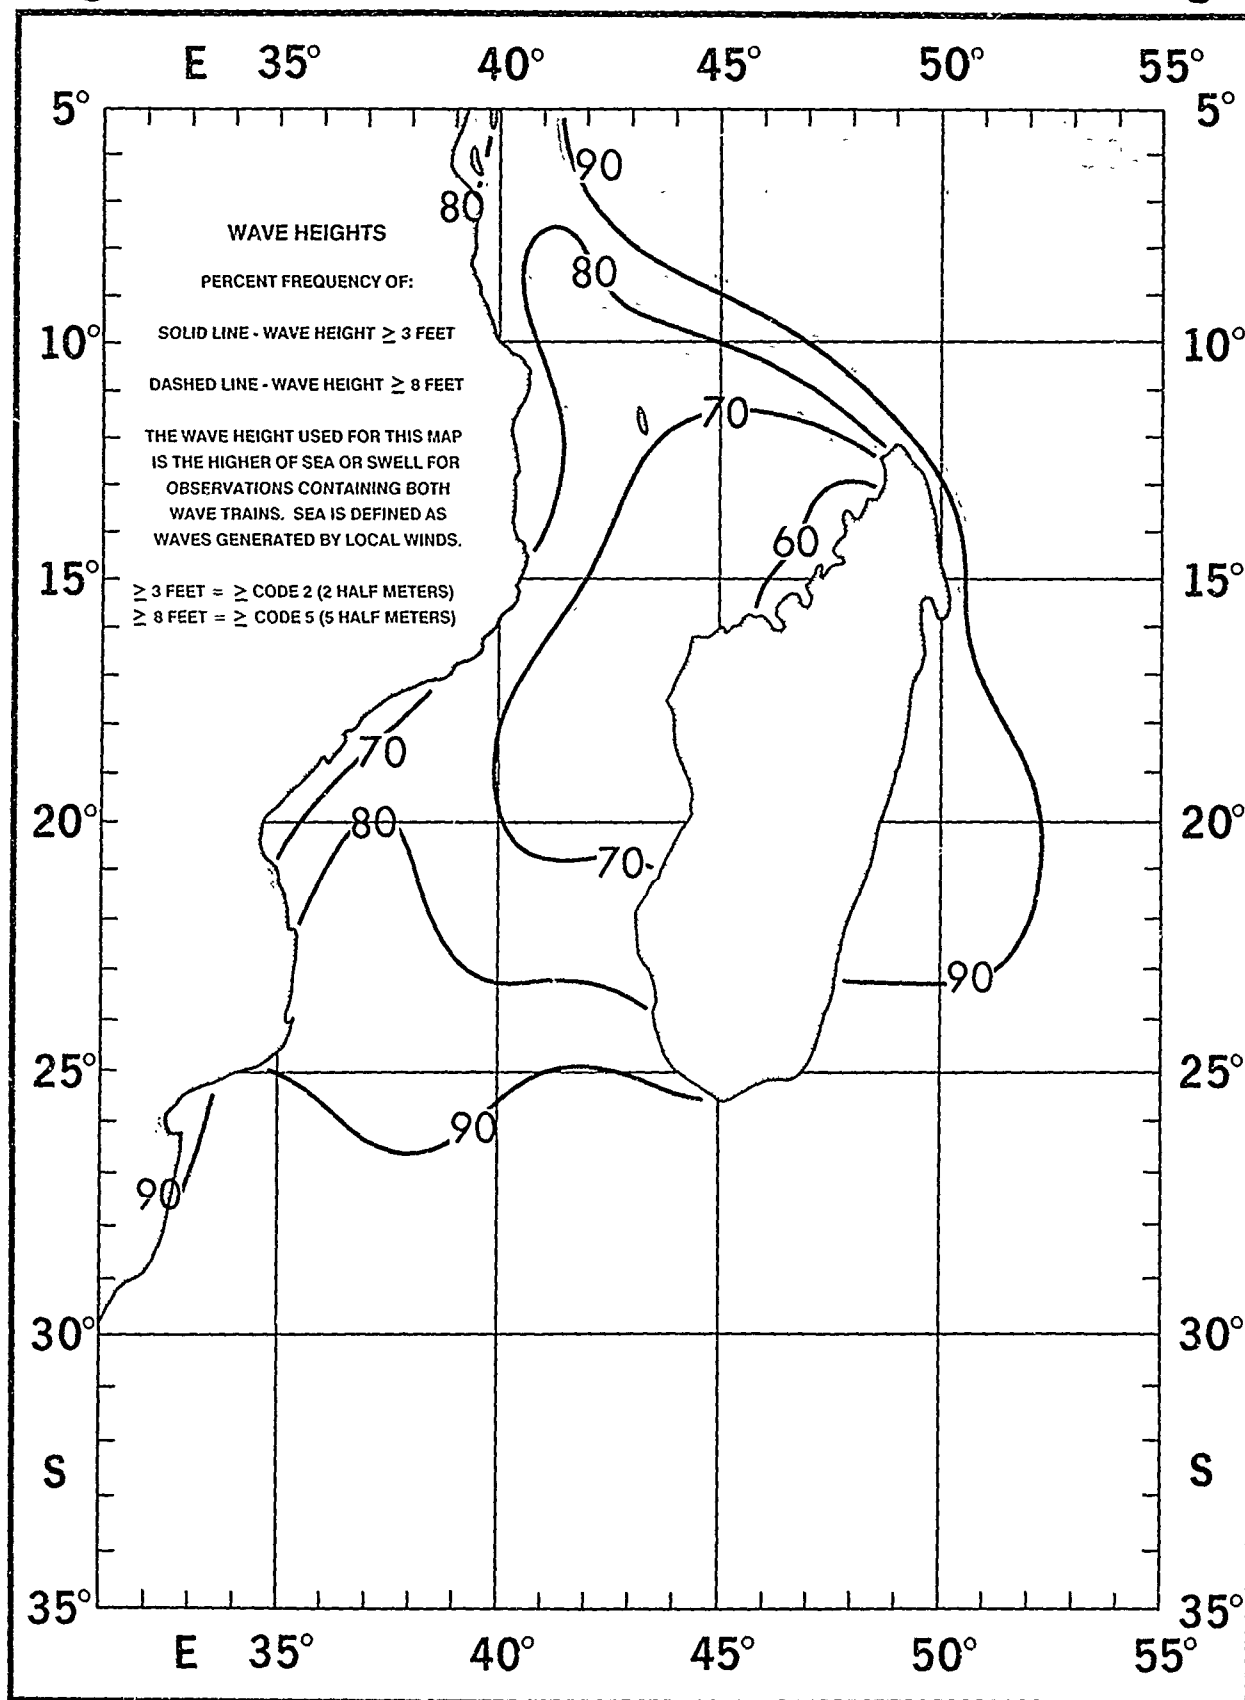 E 35° 40° 45° 50° 55°
5° 5°
90
80
WAVE HEIGHTS
80
PERCENT FREQUENCY OF:
SOLID LINE - WAVE HEIGHT ≥ 3 FEET
10° 10°
DASHED LINE - WAVE HEIGHT ≥ 8 FEET
70
THE WAVE HEIGHT USED FOR THIS MAP
IS THE HIGHER OF SEA OR SWELL FOR
OBSERVATIONS CONTAINING BOTH
WAVE TRAINS. SEA IS DEFINED AS
WAVES GENERATED BY LOCAL WINDS.
60
15° 15°
≥ 3 FEET = ≥ CODE 2 (2 HALF METERS)
≥ 8 FEET = ≥ CODE 5 (5 HALF METERS)
70
20° 80 20°
70
90
25° 25°
90
90
30° 30°
S S
35° 35°
E 35° 40° 45° 50° 55°